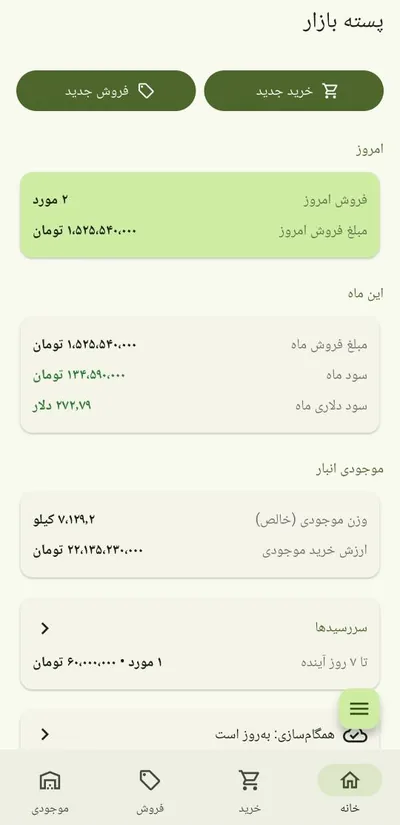 پسته بازار
خرید جدید
فروش جدید
امروز
فروش امروز ۲ مورد
مبلغ فروش امروز ۱،۵۲۵،۵۴۰،۰۰۰ تومان
این ماه
مبلغ فروش ماه ۱،۵۲۵،۵۴۰،۰۰۰ تومان
سود ماه ۱۳۴،۵۹۰،۰۰۰ تومان
سود دلاری ماه ۲۷۲,۷۹ دلار
موجودی انبار
وزن موجودی (خالص) ۷،۱۲۹,۲ کیلو
ارزش خرید موجودی ۲۲،۱۳۵،۲۳۰،۰۰۰ تومان
سررسیدها
تا ۷ روز آینده ۱ مورد • ۶۰،۰۰۰،۰۰۰ تومان
همگام‌سازی: به‌روز است
خانه
خرید
فروش
موجودی